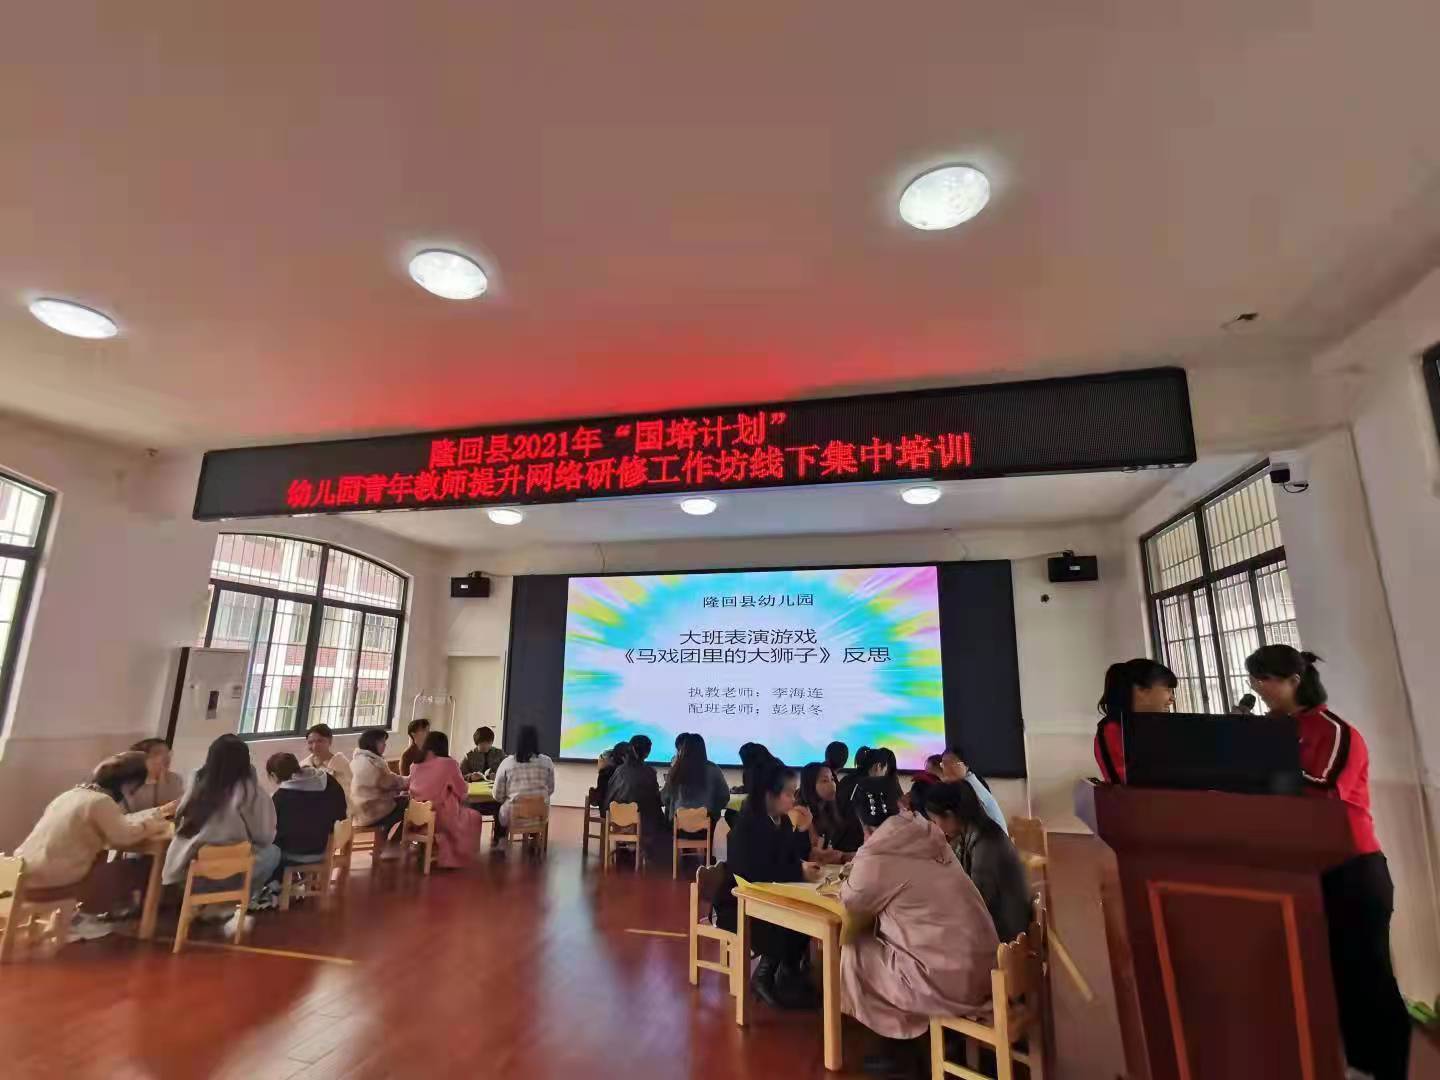 隆回县2021年“国培计划”
幼儿园青年教师提升网络研修工作坊线下集中培训
隆回县幼儿园
大班表演游戏
《马戏团里的大狮子》反思
执教老师：李海连
配班老师：彭原冬